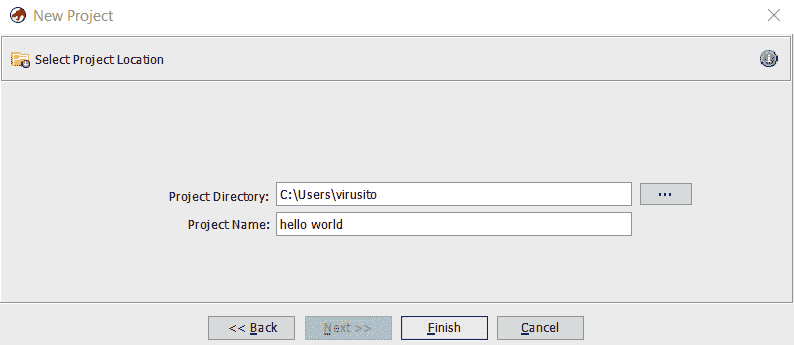 New Project
Select Project Location
Project Directory: C:\Users\virusito ...
Project Name: hello world
<< Back Next >> Finish Cancel